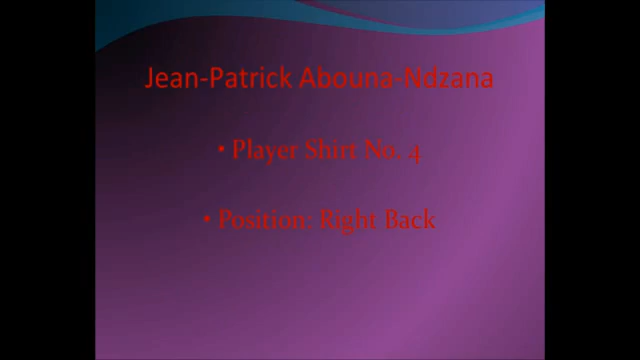 Jean-Patrick Abouna-Ndzana
• Player Shirt No. 4
• Position: Right Back